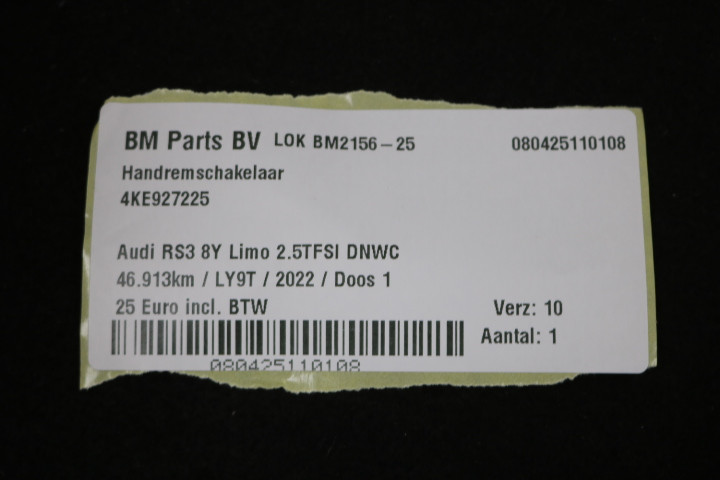 BM Parts BV LOK BM2156-25 080425110108
Handremschakelaar
4KE927225
Audi RS3 8Y Limo 2.5TFSI DNWC
46.913km / LY9T / 2022 / Doos 1
25 Euro incl. BTW Verz: 10
Aantal: 1
080425110108